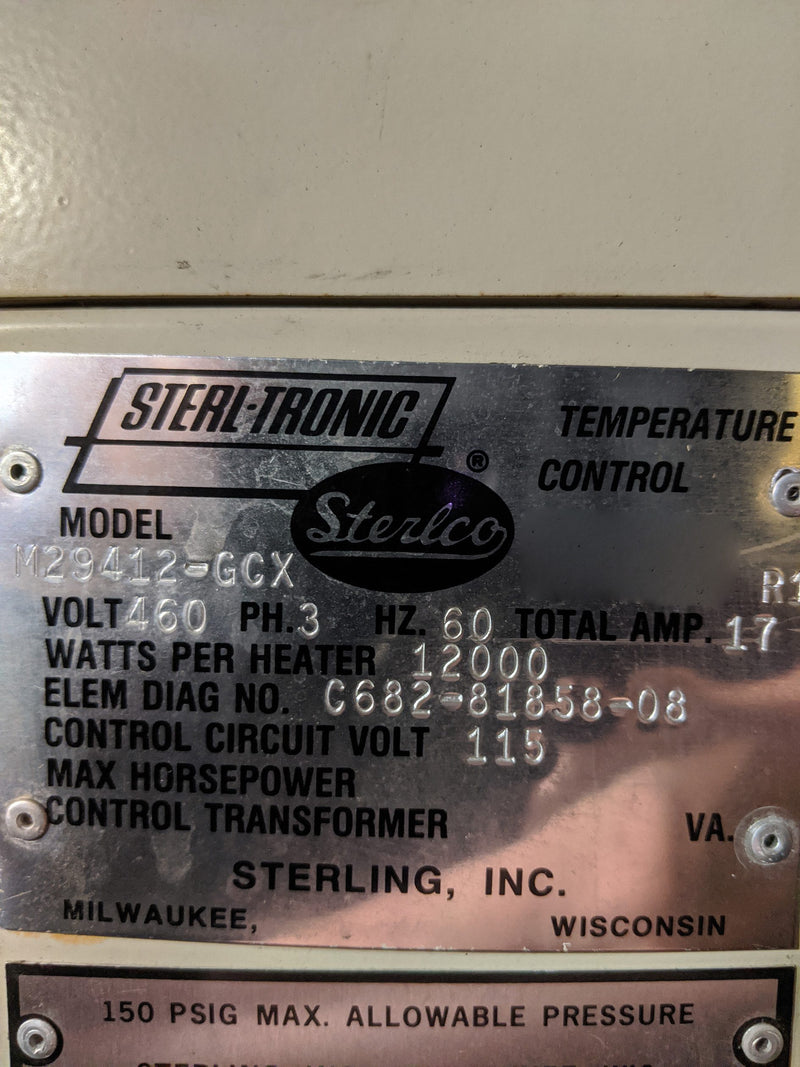 STERL-TRONIC
TEMPERATURE
CONTROL
Sterlco®
MODEL
M29412-GCX
R1
VOLT 460 PH. 3 HZ. 60 TOTAL AMP. 17
WATTS PER HEATER 12000
ELEM DIAG NO. C682-81858-08
CONTROL CIRCUIT VOLT 115
MAX HORSEPOWER
CONTROL TRANSFORMER VA.
STERLING, INC.
MILWAUKEE, WISCONSIN
150 PSIG MAX. ALLOWABLE PRESSURE